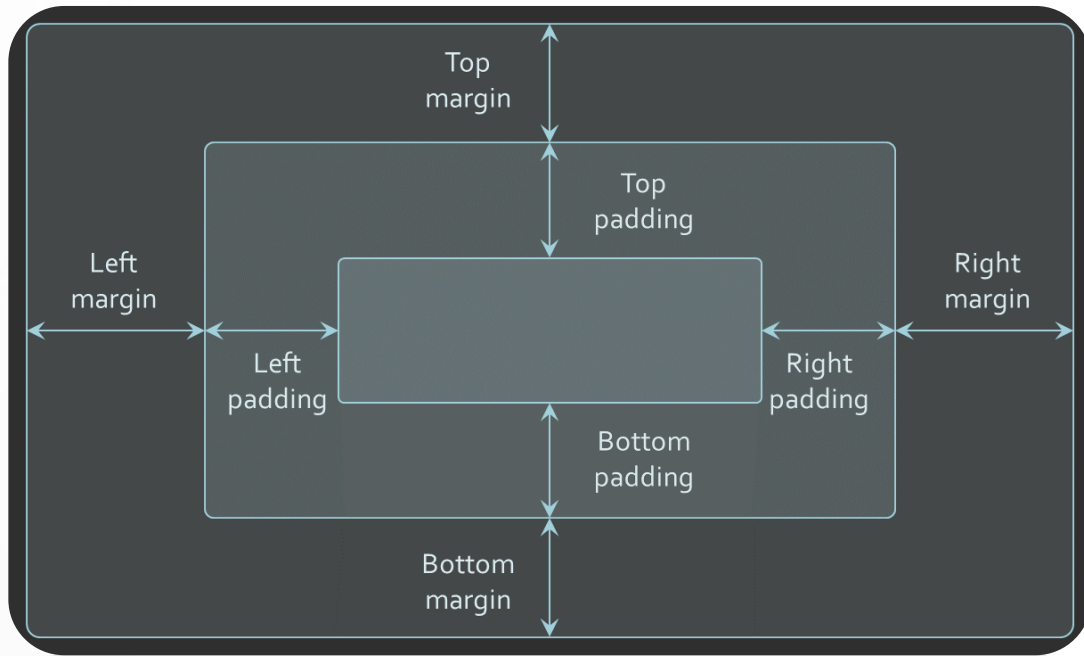 Top
margin
Top
padding
Left
margin
Right
margin
Left
padding
Right
padding
Bottom
padding
Bottom
margin